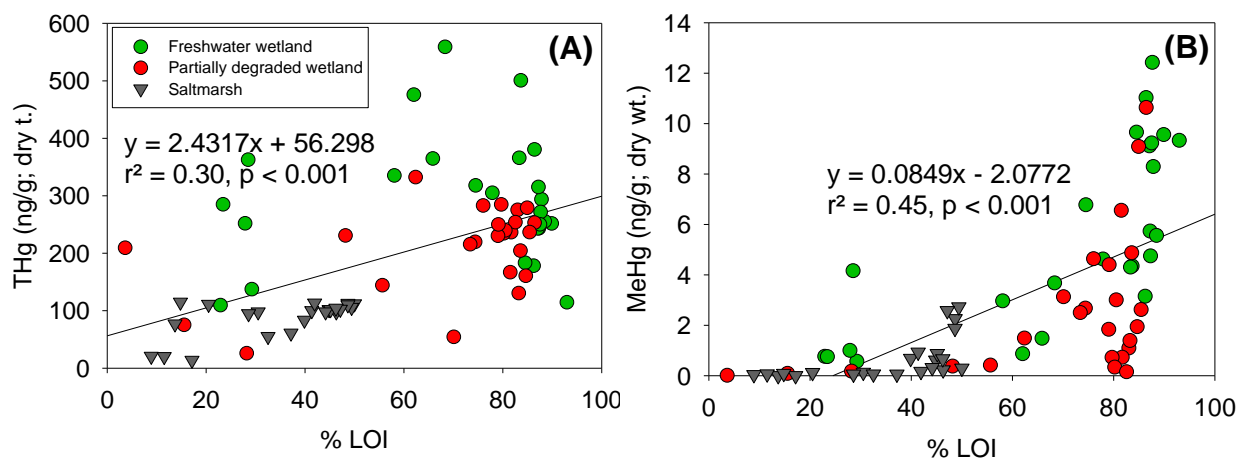 (A)
Freshwater wetland
Partially degraded wetland
Saltmarsh
y = 2.4317x + 56.298
r² = 0.30, p < 0.001
THg (ng/g; dry t.)
600
500
400
300
200
100
0
0 20 40 60 80 100
% LOI
(B)
y = 0.0849x - 2.0772
r² = 0.45, p < 0.001
MeHg (ng/g; dry wt.)
14
12
10
8
6
4
2
0
0 20 40 60 80 100
% LOI